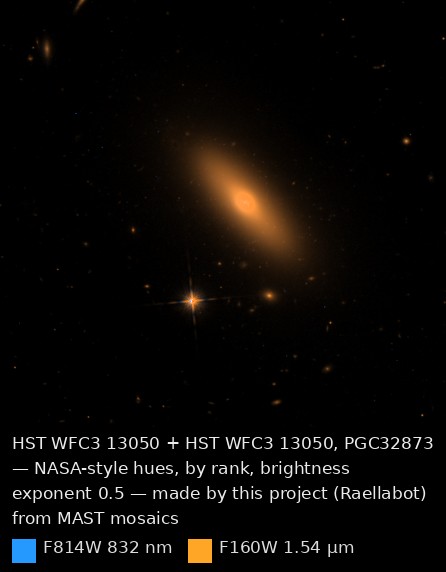 HST WFC3 13050 + HST WFC3 13050, PGC32873
— NASA-style hues, by rank, brightness
exponent 0.5 — made by this project (Raellabot)
from MAST mosaics
F814W 832 nm F160W 1.54 µm